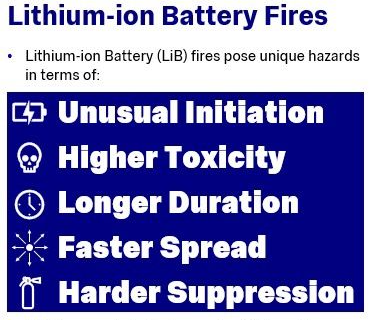 Lithium-ion Battery Fires
• Lithium-ion Battery (LiB) fires pose unique hazards
in terms of:
Unusual Initiation
Higher Toxicity
Longer Duration
Faster Spread
Harder Suppression